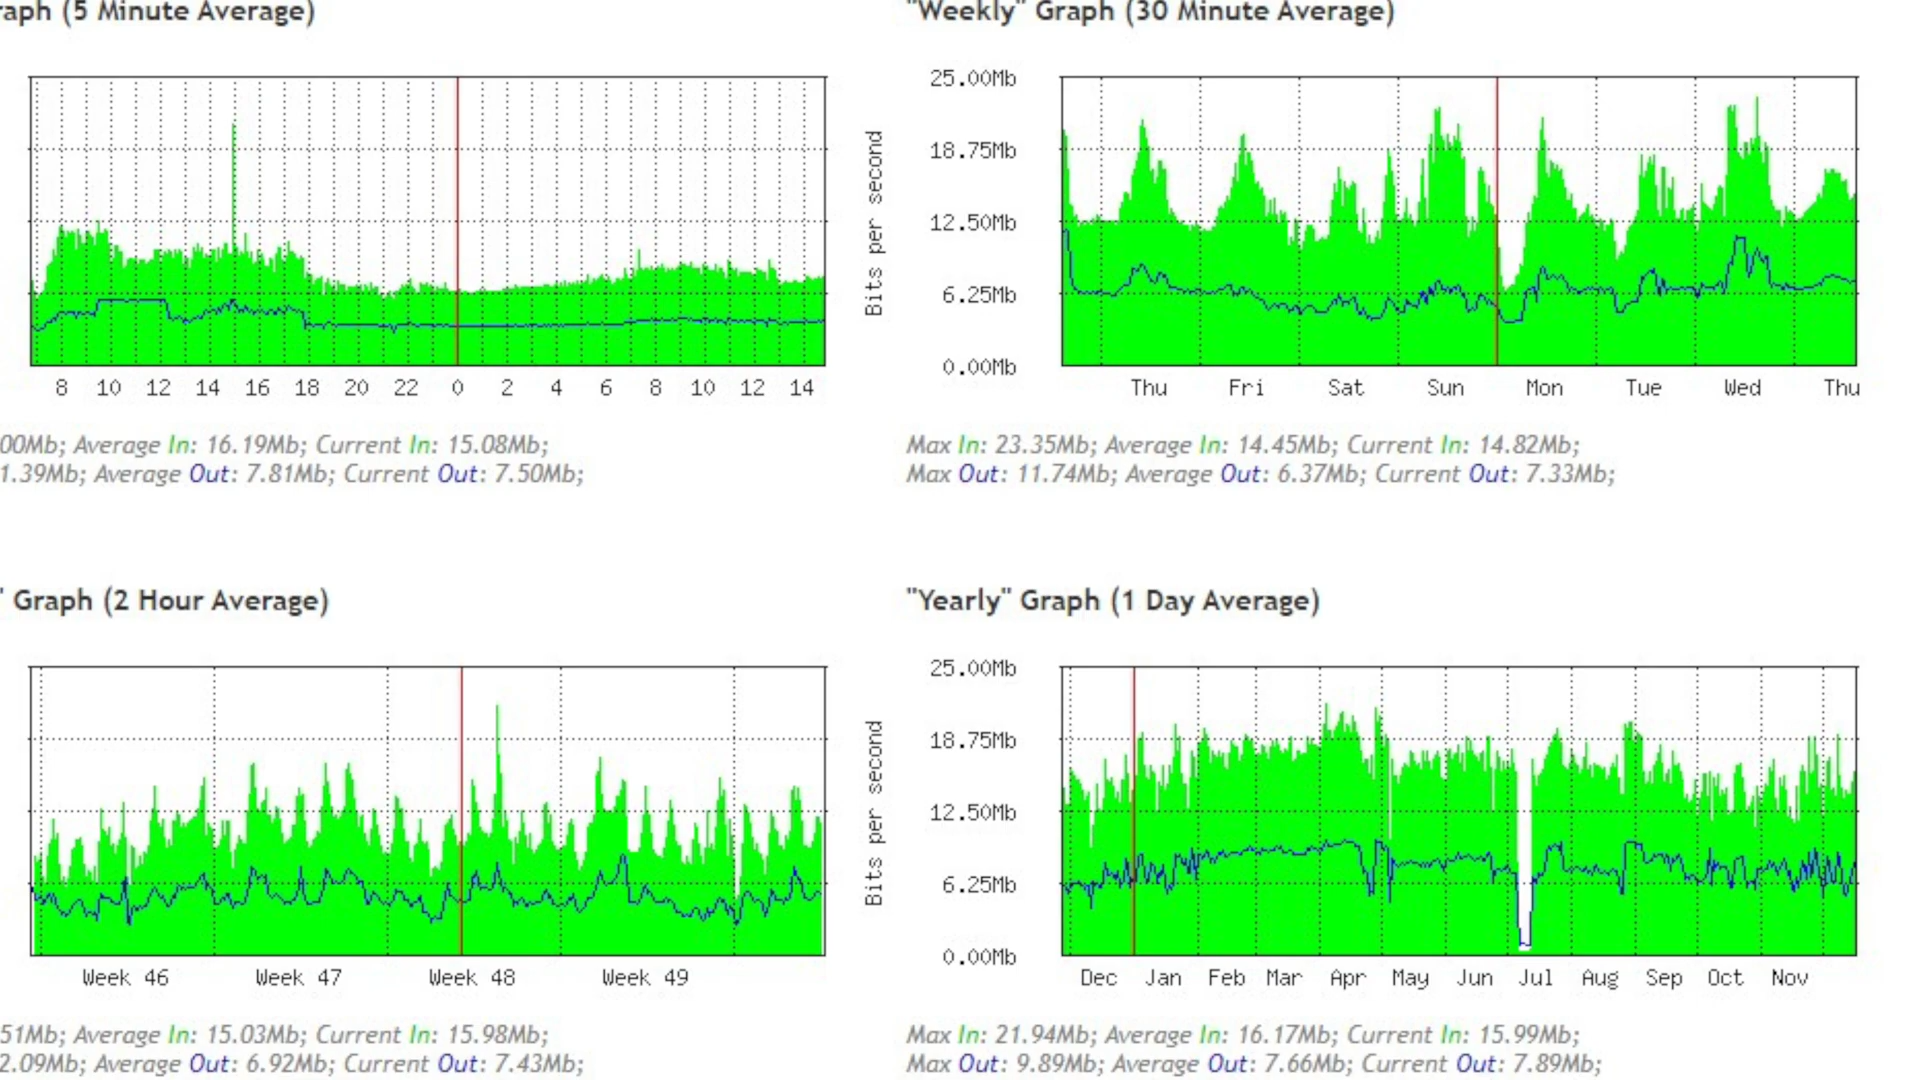 raph (5 Minute Average)
8 10 12 14 16 18 20 22 0 2 4 6 8 10 12 14
00Mb; Average In: 16.19Mb; Current In: 15.08Mb;
1.39Mb; Average Out: 7.81Mb; Current Out: 7.50Mb;
"Weekly" Graph (30 Minute Average)
Bits per second
25.00Mb
18.75Mb
12.50Mb
6.25Mb
0.00Mb
Thu Fri Sat Sun Mon Tue Wed Thu
Max In: 23.35Mb; Average In: 14.45Mb; Current In: 14.82Mb;
Max Out: 11.74Mb; Average Out: 6.37Mb; Current Out: 7.33Mb;
" Graph (2 Hour Average)
Week 46 Week 47 Week 48 Week 49
51Mb; Average In: 15.03Mb; Current In: 15.98Mb;
2.09Mb; Average Out: 6.92Mb; Current Out: 7.43Mb;
"Yearly" Graph (1 Day Average)
Bits per second
25.00Mb
18.75Mb
12.50Mb
6.25Mb
0.00Mb
Dec Jan Feb Mar Apr May Jun Jul Aug Sep Oct Nov
Max In: 21.94Mb; Average In: 16.17Mb; Current In: 15.99Mb;
Max Out: 9.89Mb; Average Out: 7.66Mb; Current Out: 7.89Mb;